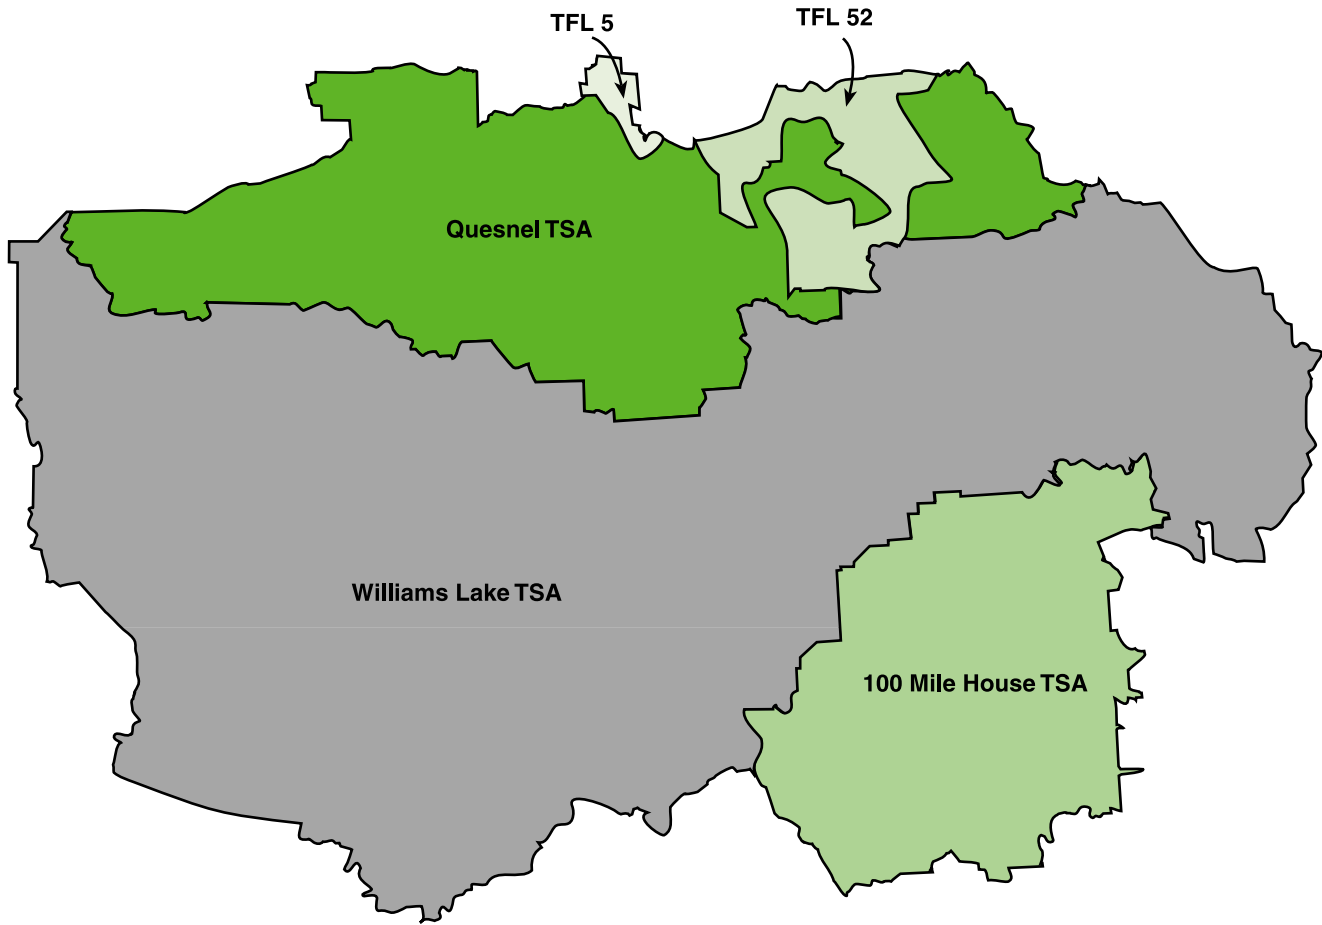 TFL 5
TFL 52
Quesnel TSA
Williams Lake TSA
100 Mile House TSA